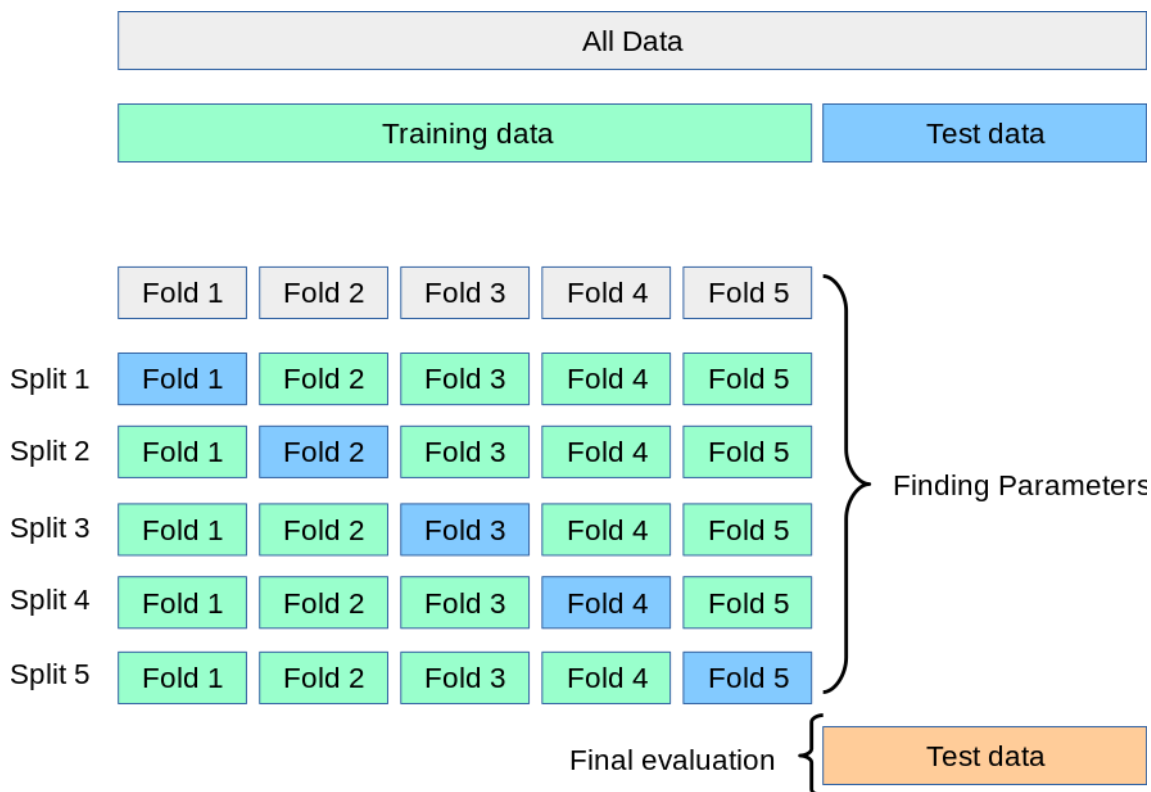 All Data
Training data Test data
Fold 1 Fold 2 Fold 3 Fold 4 Fold 5
Split 1 Fold 1 Fold 2 Fold 3 Fold 4 Fold 5
Split 2 Fold 1 Fold 2 Fold 3 Fold 4 Fold 5
Finding Parameters
Split 3 Fold 1 Fold 2 Fold 3 Fold 4 Fold 5
Split 4 Fold 1 Fold 2 Fold 3 Fold 4 Fold 5
Split 5 Fold 1 Fold 2 Fold 3 Fold 4 Fold 5
Final evaluation Test data